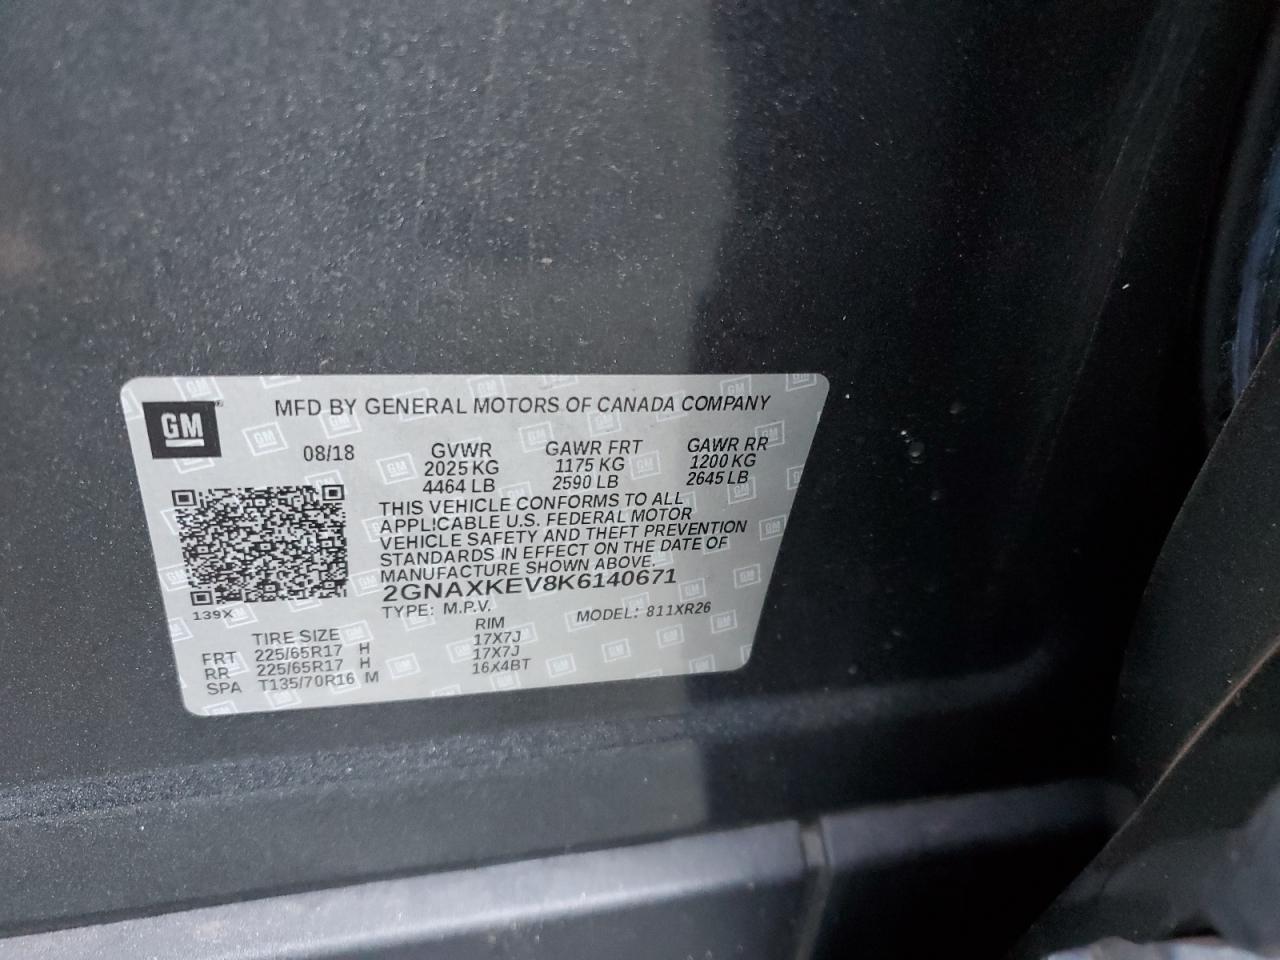 GM
MFD BY GENERAL MOTORS OF CANADA COMPANY
08/18 GVWR GAWR FRT GAWR RR
2025 KG 1175 KG 1200 KG
4464 LB 2590 LB 2645 LB
THIS VEHICLE CONFORMS TO ALL
APPLICABLE U.S. FEDERAL MOTOR
VEHICLE SAFETY AND THEFT PREVENTION
STANDARDS IN EFFECT ON THE DATE OF
MANUFACTURE SHOWN ABOVE.
2GNAXKEV8K6140671
139X TYPE: M.P.V. MODEL: 811XR26
TIRE SIZE RIM
FRT 225/65R17 H 17X7J
RR 225/65R17 H 17X7J
SPA T135/70R16 M 16X4BT